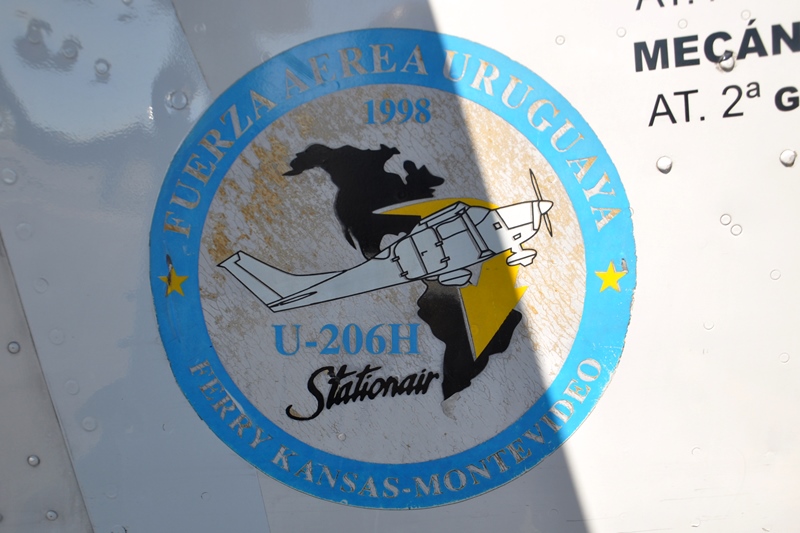 FUERZA AEREA URUGUAYA
1998
U-206H
Stationair
FERRY KANSAS-MONTEVIDEO
MECÁN
AT. 2ª G